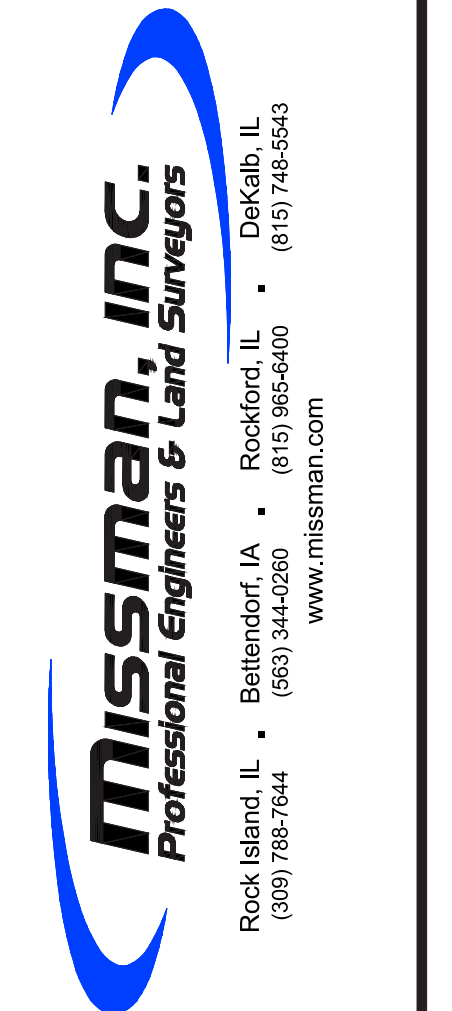 Missman, Inc.
Professional Engineers & Land Surveyors
Rock Island, IL ▪ Bettendorf, IA ▪ Rockford, IL ▪ DeKalb, IL
(309) 788-7644 (563) 344-0260 (815) 965-6400 (815) 748-5543
www.missman.com